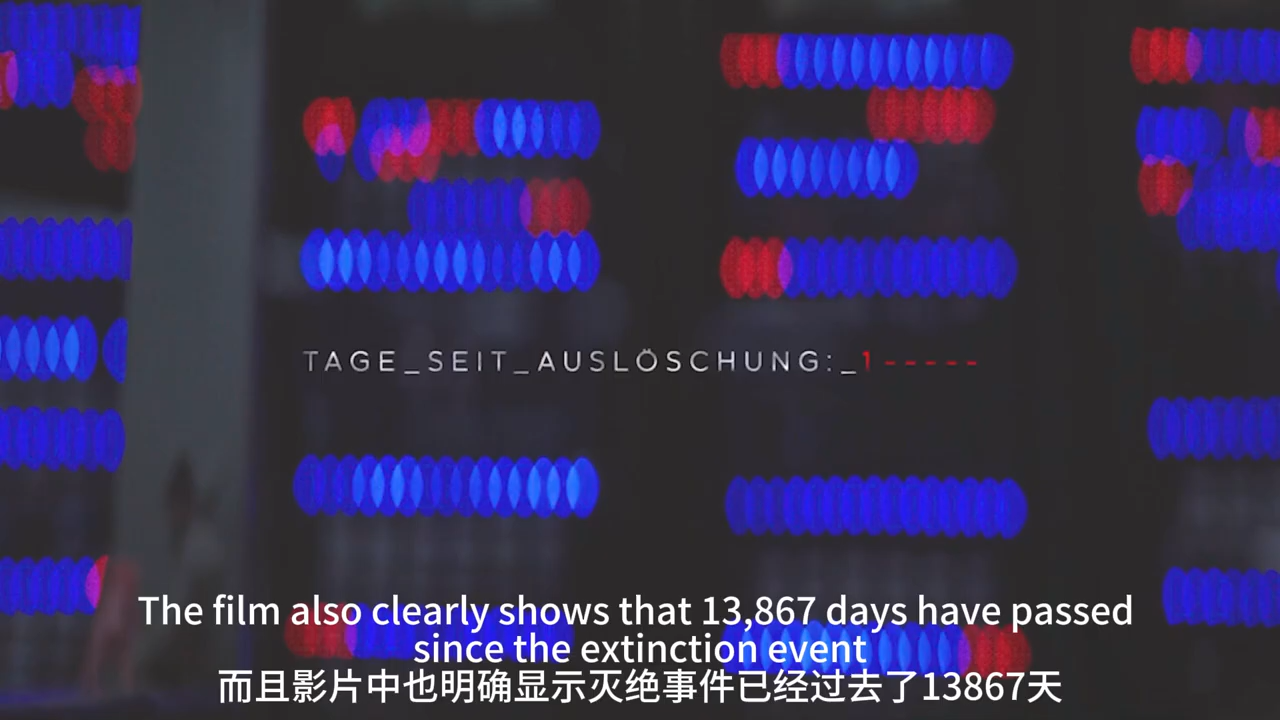 TAGE_SEIT_AUSLÖSCHUNG:_1-----
The film also clearly shows that 13,867 days have passed
since the extinction event
而且影片中也明确显示灭绝事件已经过去了13867天